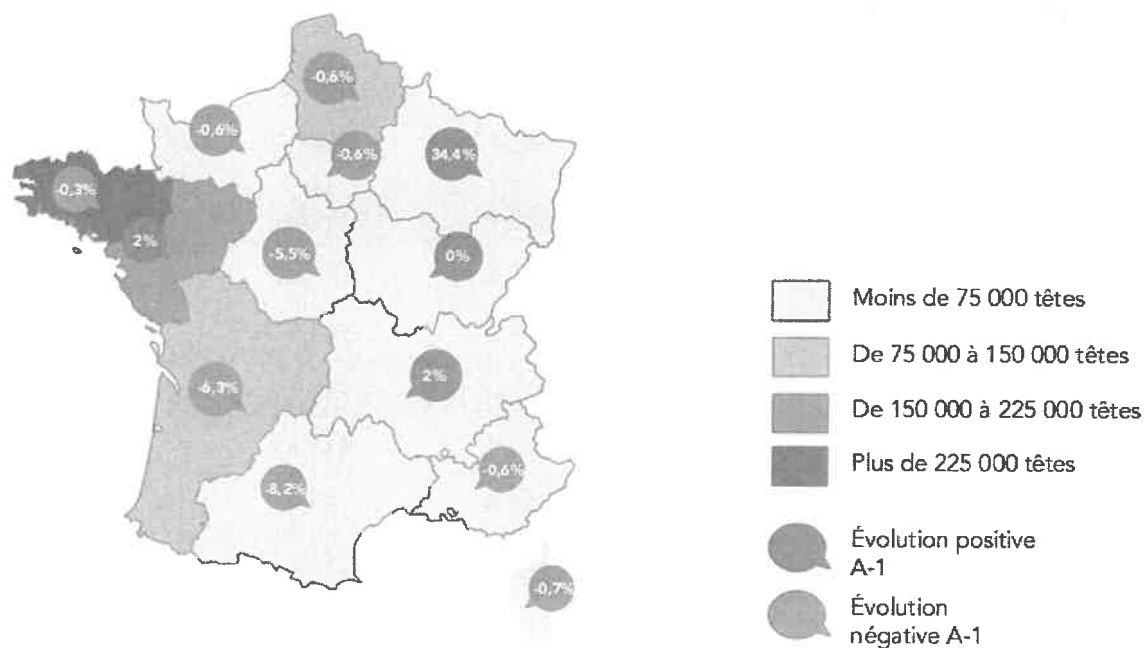 -0,6%
-0,6%
-0,6%
34,4%
-0,3%
2%
-5,5%
0%
-6,3%
2%
-8,2%
-0,6%
-0,7%
Moins de 75 000 têtes
De 75 000 à 150 000 têtes
De 150 000 à 225 000 têtes
Plus de 225 000 têtes
Évolution positive
A-1
Évolution
négative A-1